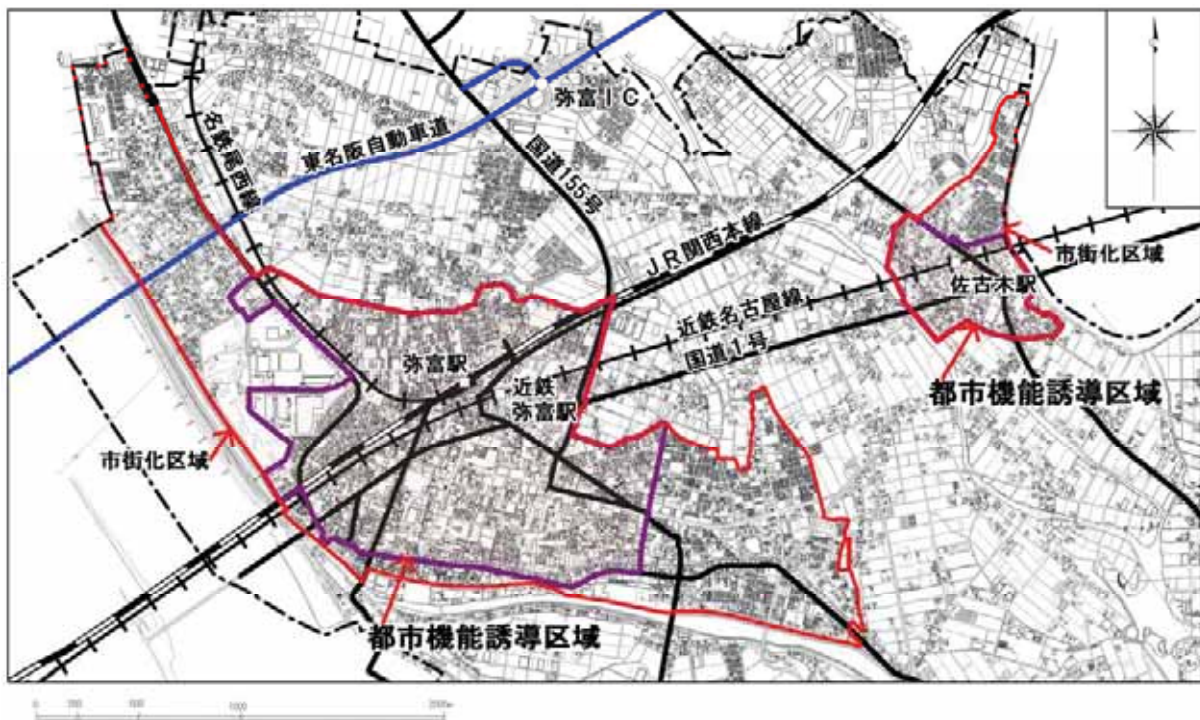 弥富IC
名鉄尾西線
東名阪自動車道
国道155号
JR関西本線
市街化区域
佐古木駅
近鉄名古屋線
国道1号
弥富駅
近鉄
弥富駅
都市機能誘導区域
市街化区域
都市機能誘導区域
0
1000
2000m